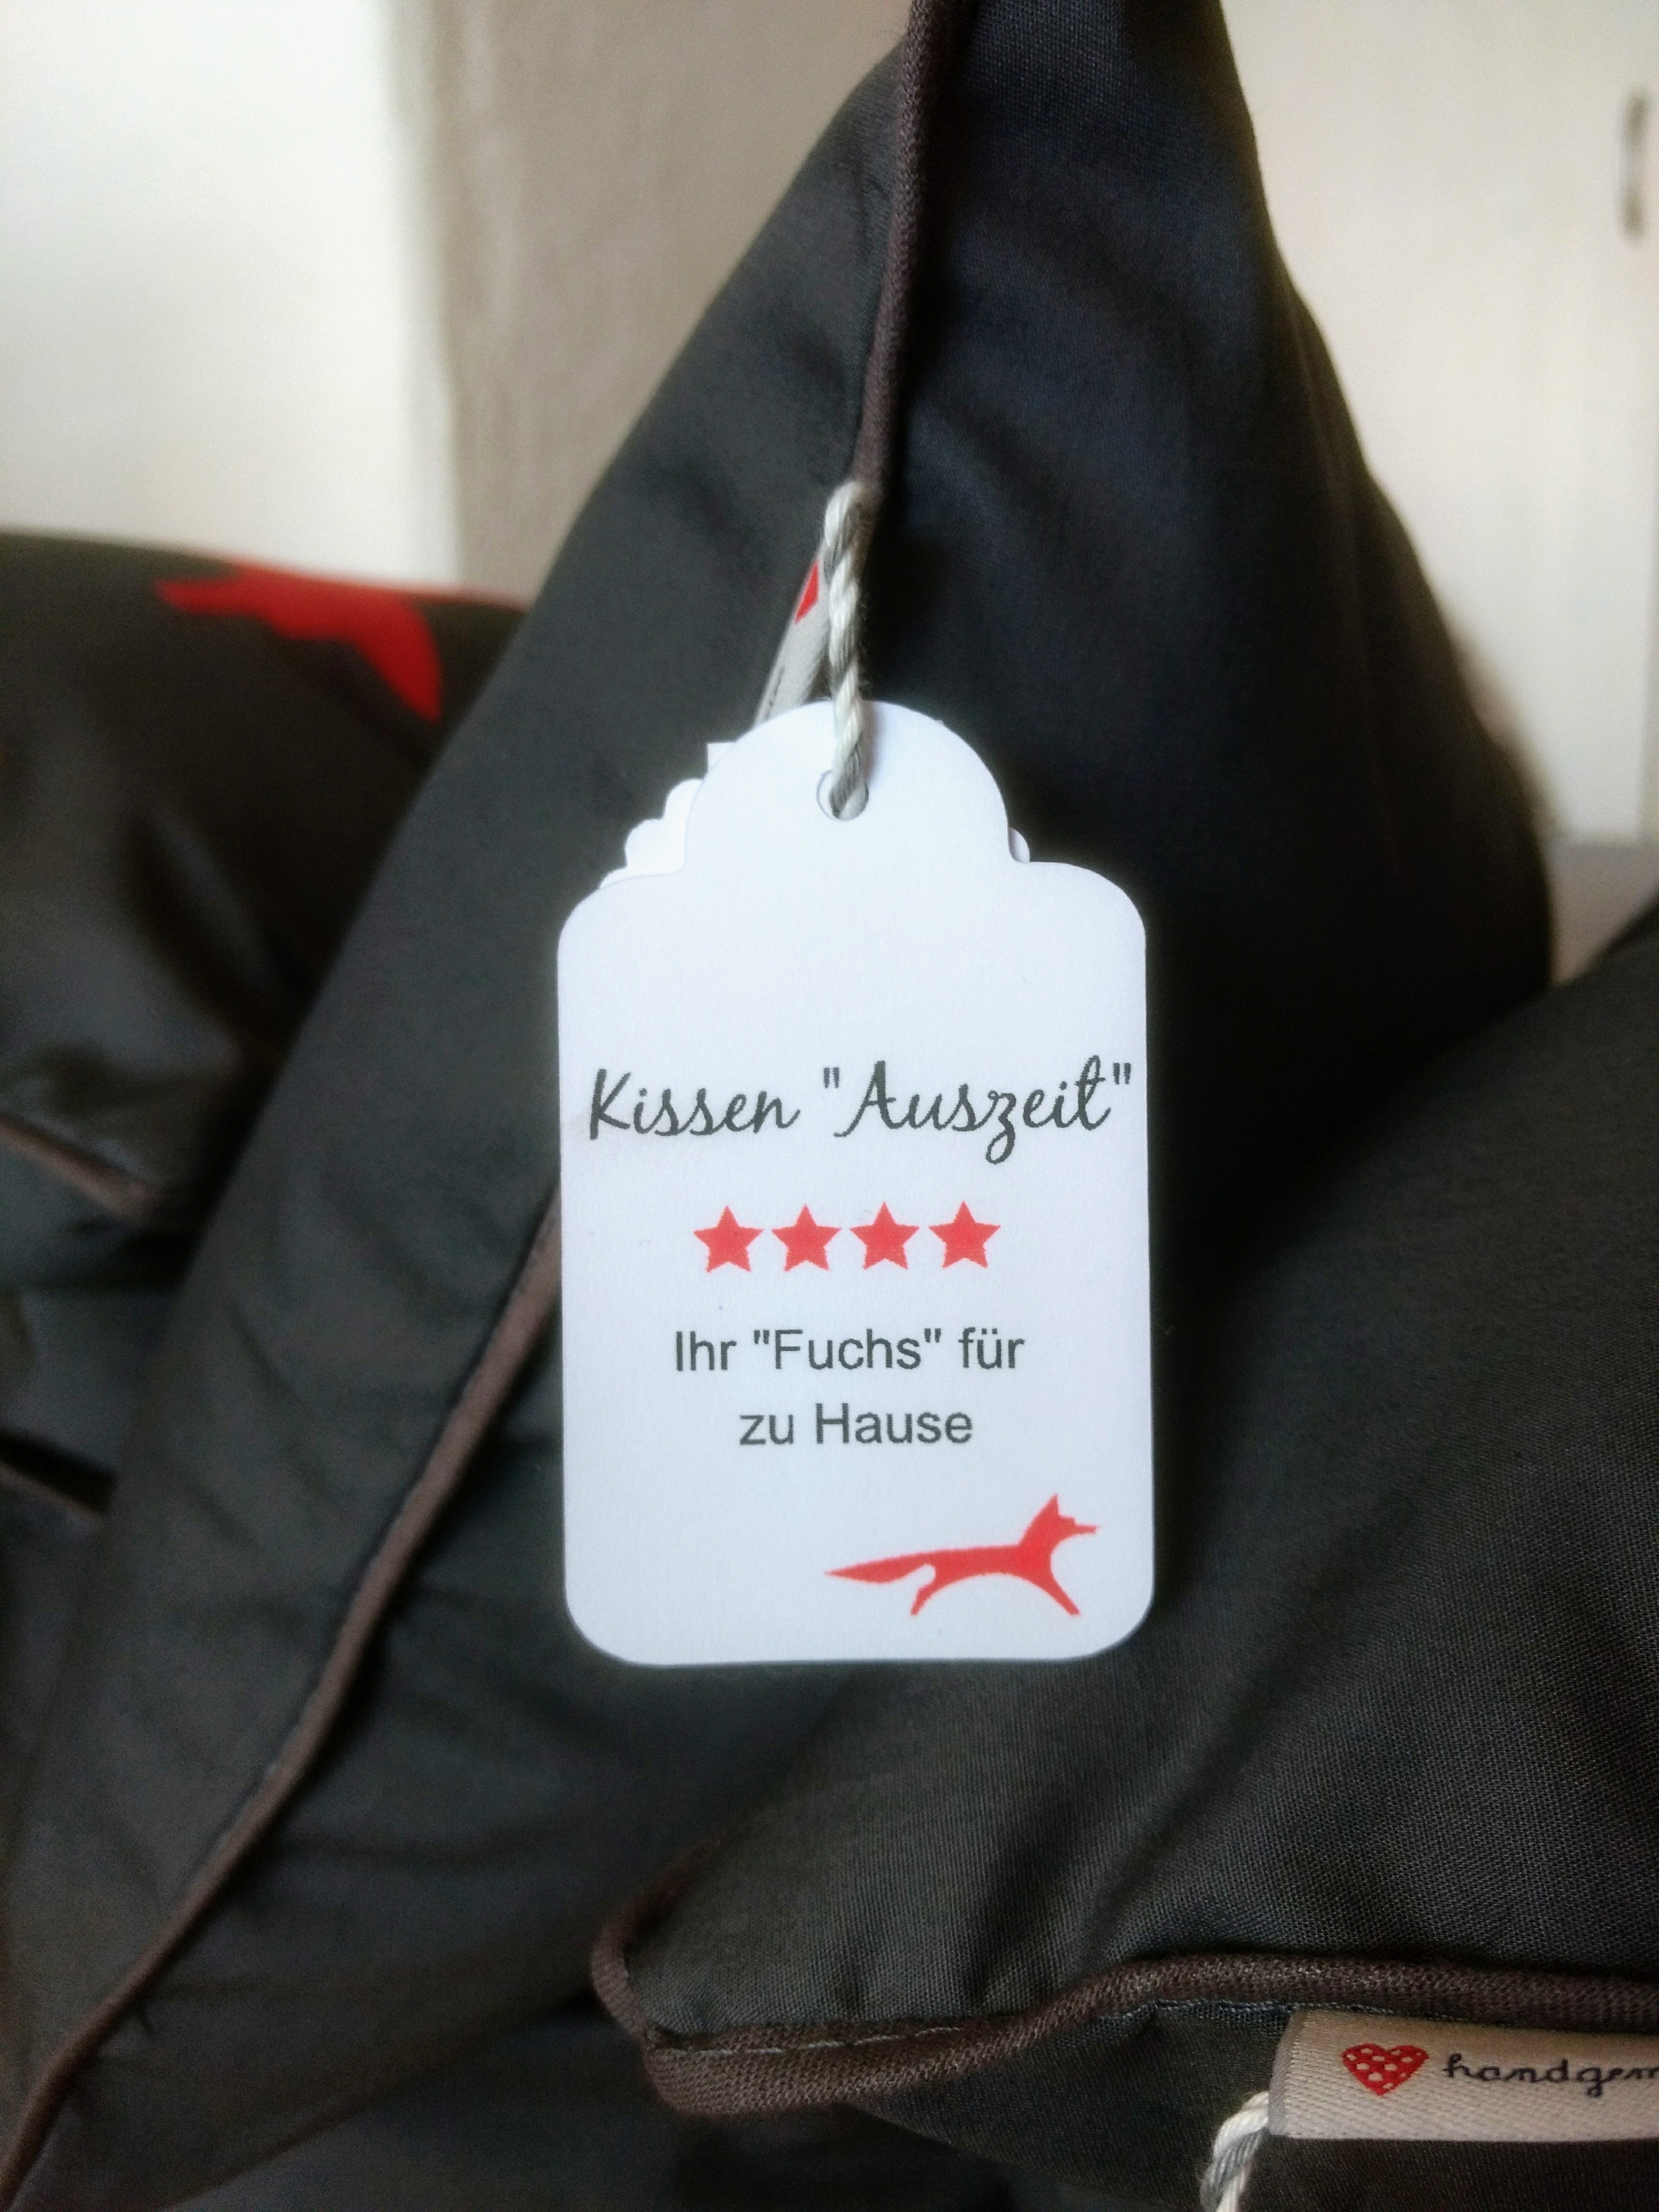 Kissen "Auszeit"
Ihr "Fuchs" für
zu Hause